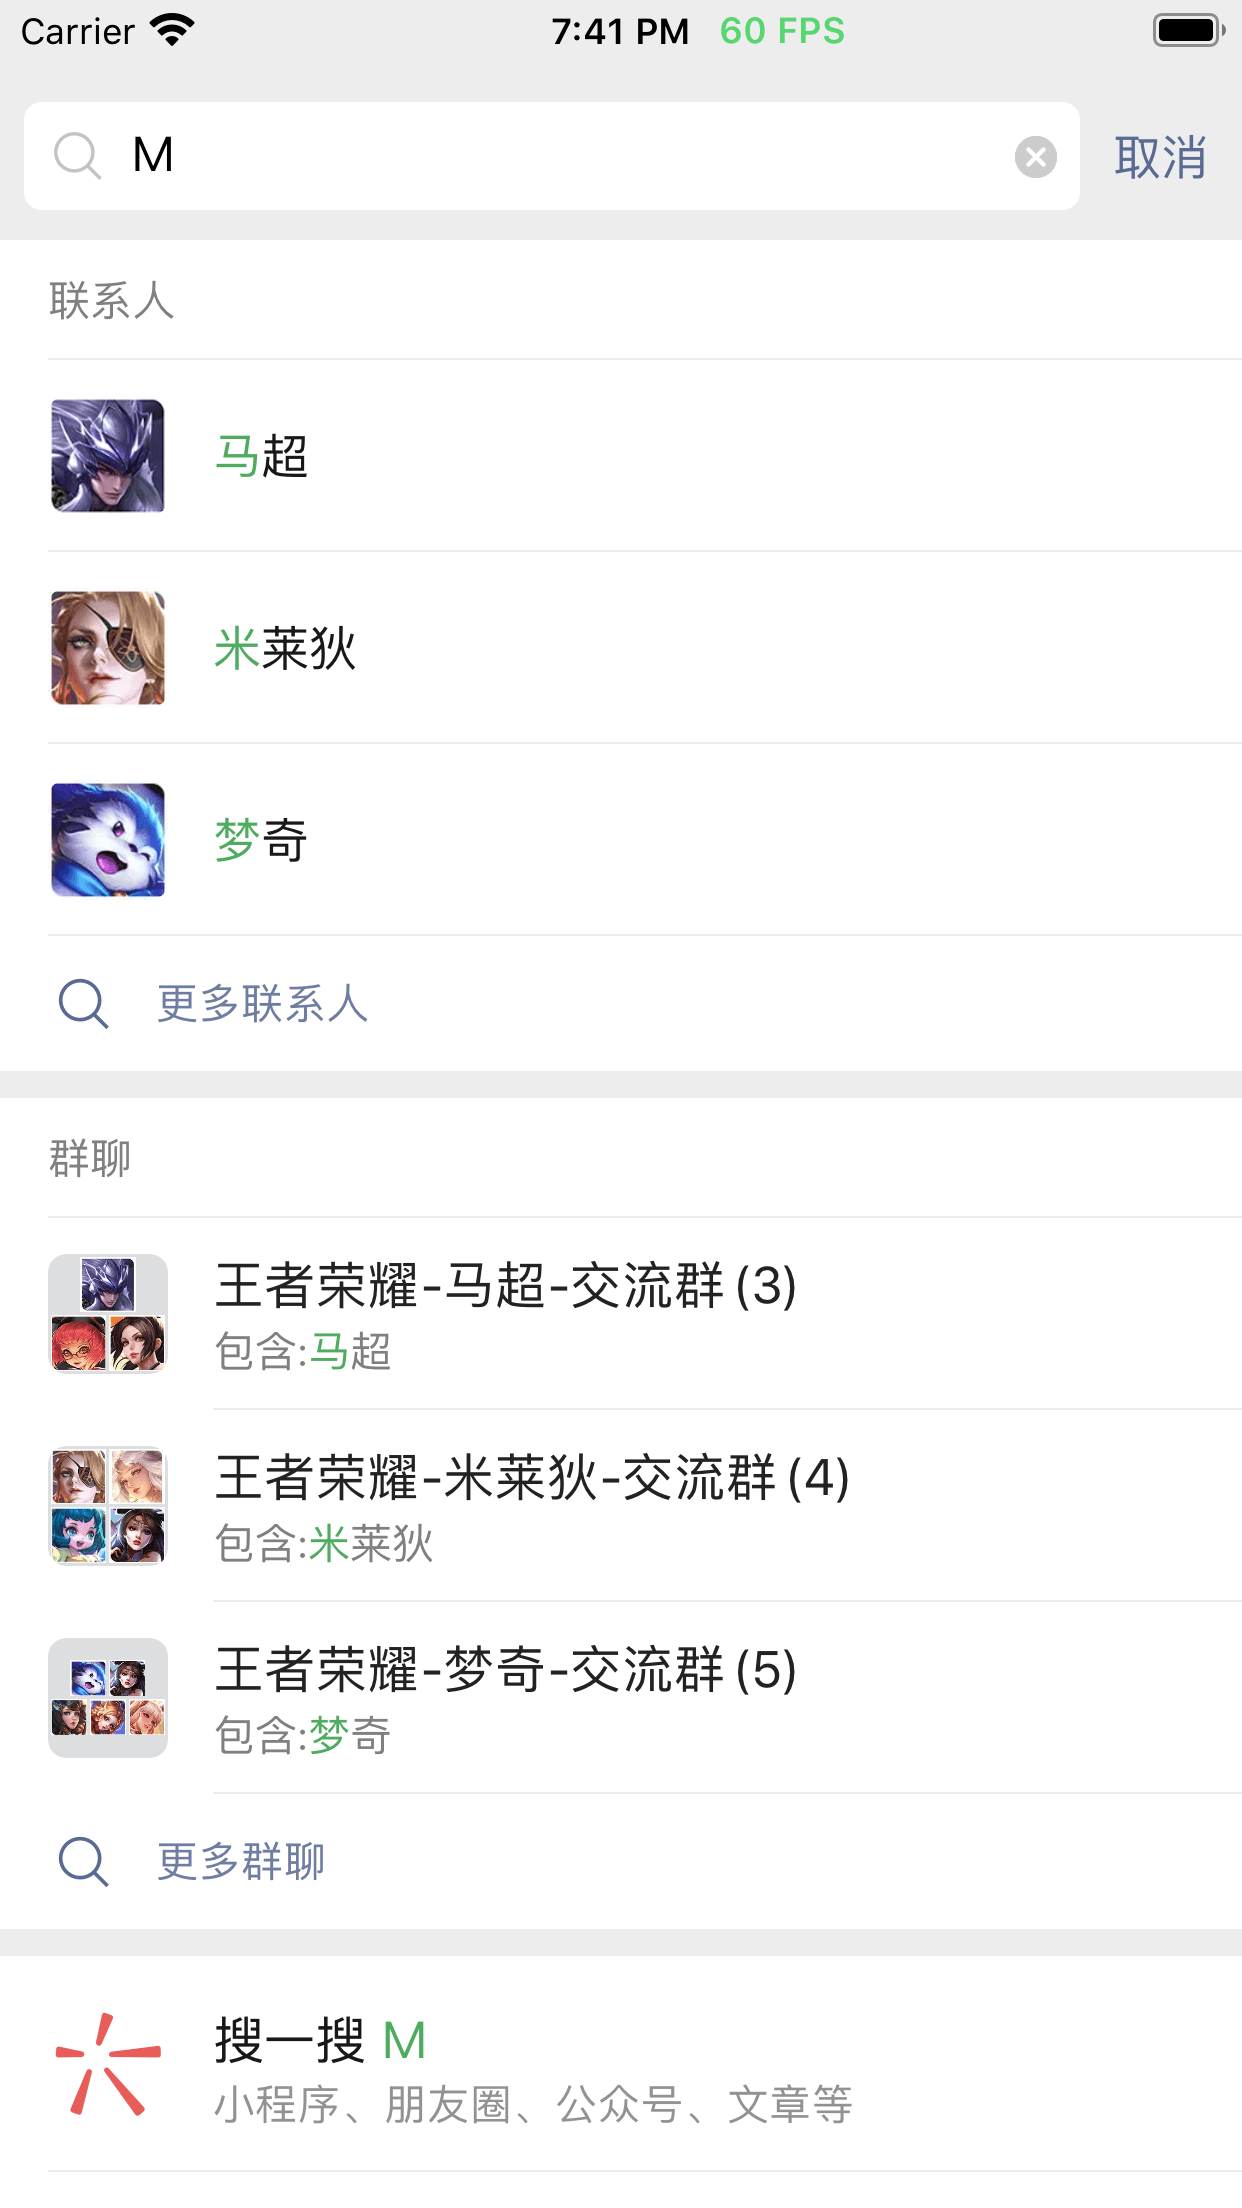 Carrier 7:41 PM 60 FPS
M 取消
联系人
马超
米莱狄
梦奇
更多联系人
群聊
王者荣耀-马超-交流群(3)
包含:马超
王者荣耀-米莱狄-交流群(4)
包含:米莱狄
王者荣耀-梦奇-交流群(5)
包含:梦奇
更多群聊
搜一搜 M
小程序、朋友圈、公众号、文章等